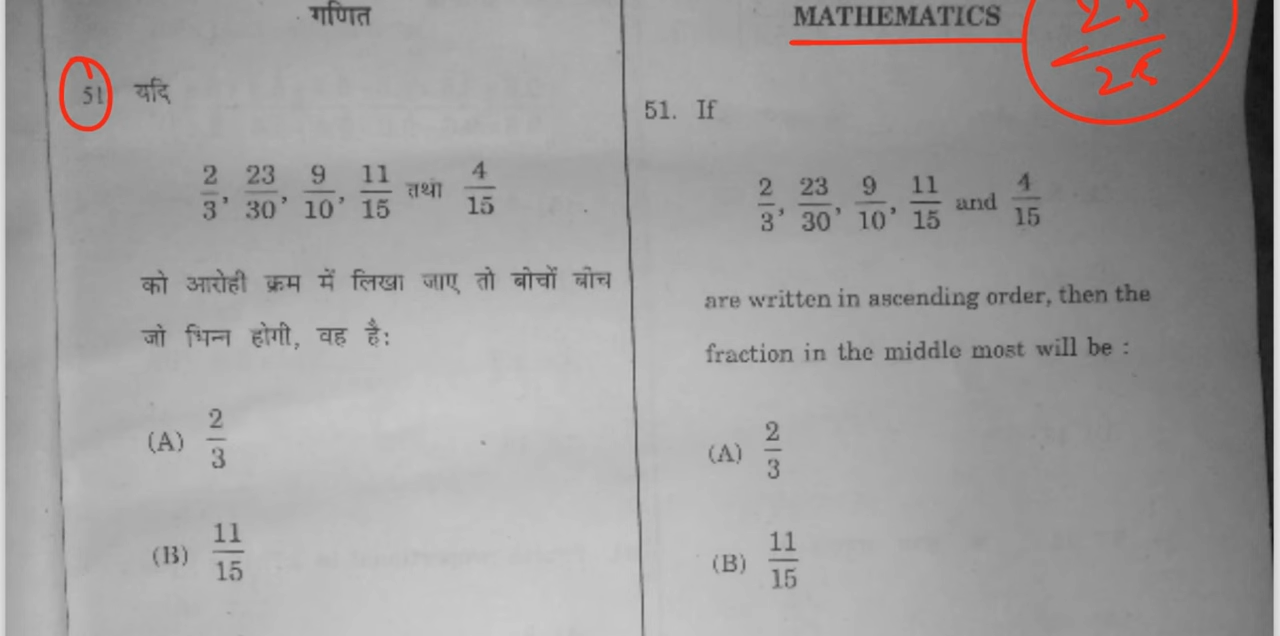 गणित
51 यदि
2/3, 23/30, 9/10, 11/15 तथा 4/15
को आरोही क्रम में लिखा जाए तो बीचों बीच
जो भिन्न होगी, वह है:
(A) 2/3
(B) 11/15
MATHEMATICS
51. If
2/3, 23/30, 9/10, 11/15 and 4/15
are written in ascending order, then the
fraction in the middle most will be :
(A) 2/3
(B) 11/15